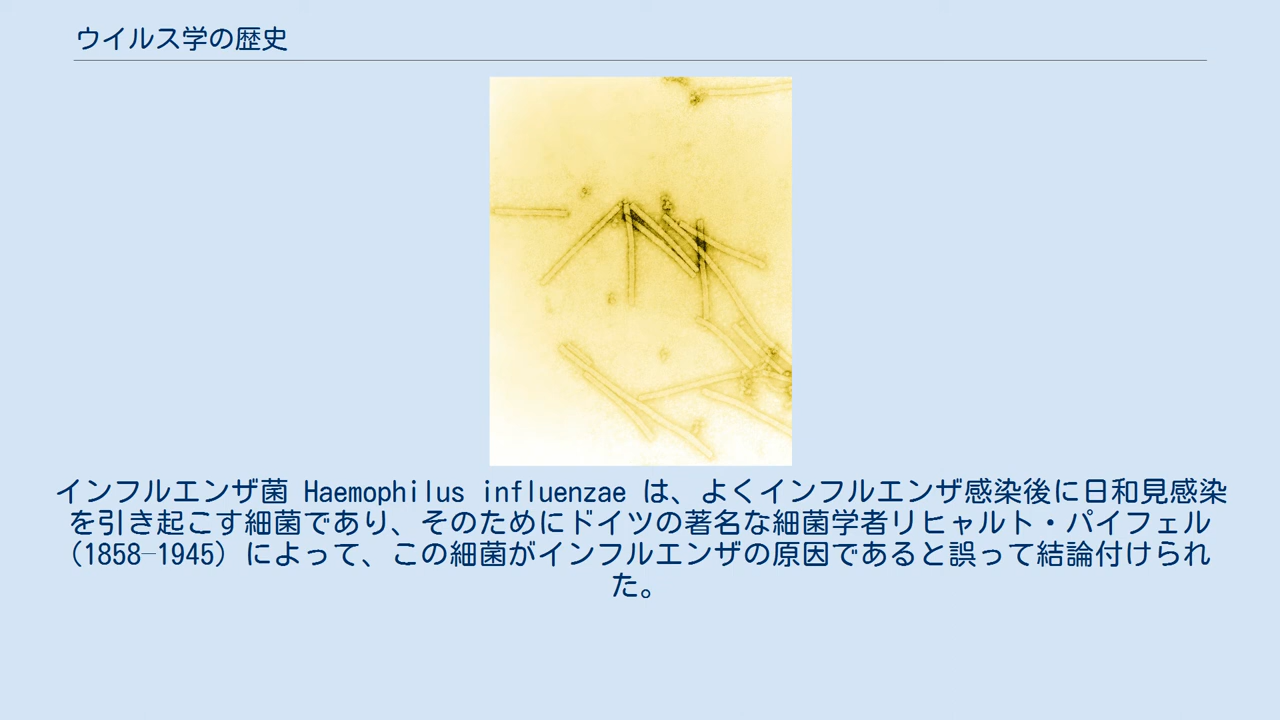 ウイルス学の歴史
インフルエンザ菌 Haemophilus influenzae は、よくインフルエンザ感染後に日和見感染
を引き起こす細菌であり、そのためにドイツの著名な細菌学者リヒャルト・パイフェル
(1858–1945) によって、この細菌がインフルエンザの原因であると誤って結論付けられ
た。